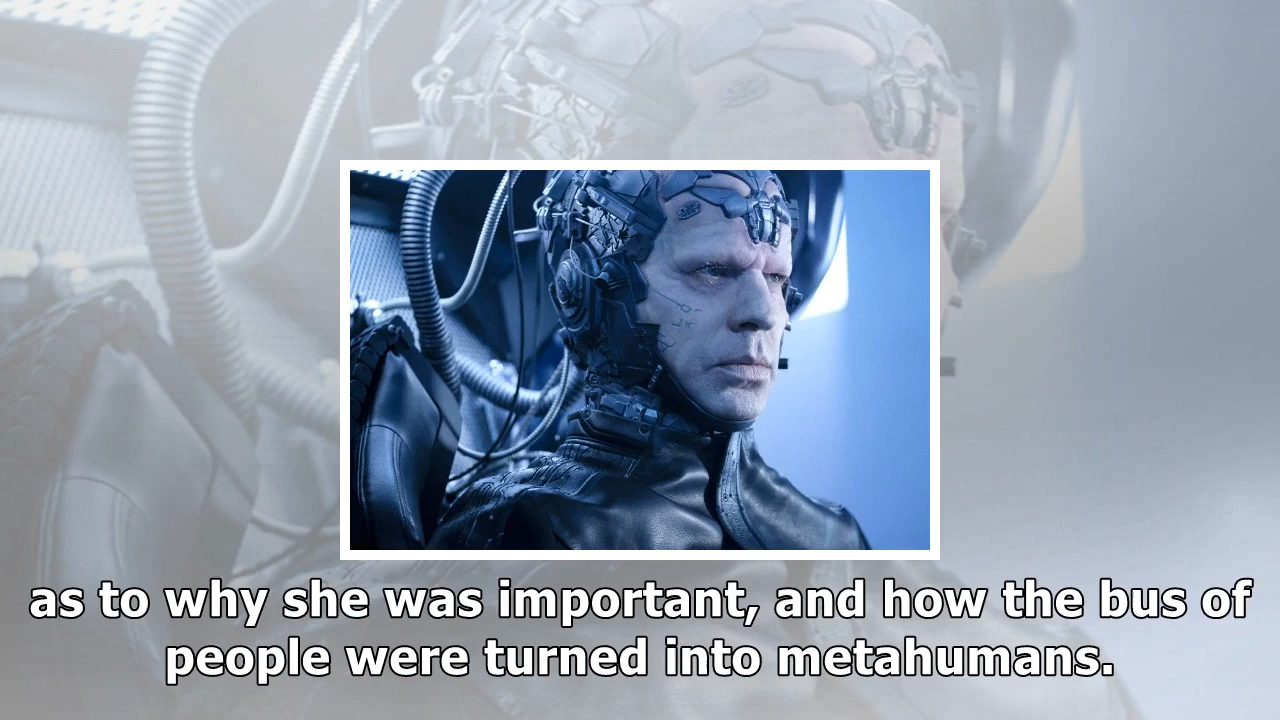 as to why she was important, and how the bus of
people were turned into metahumans.